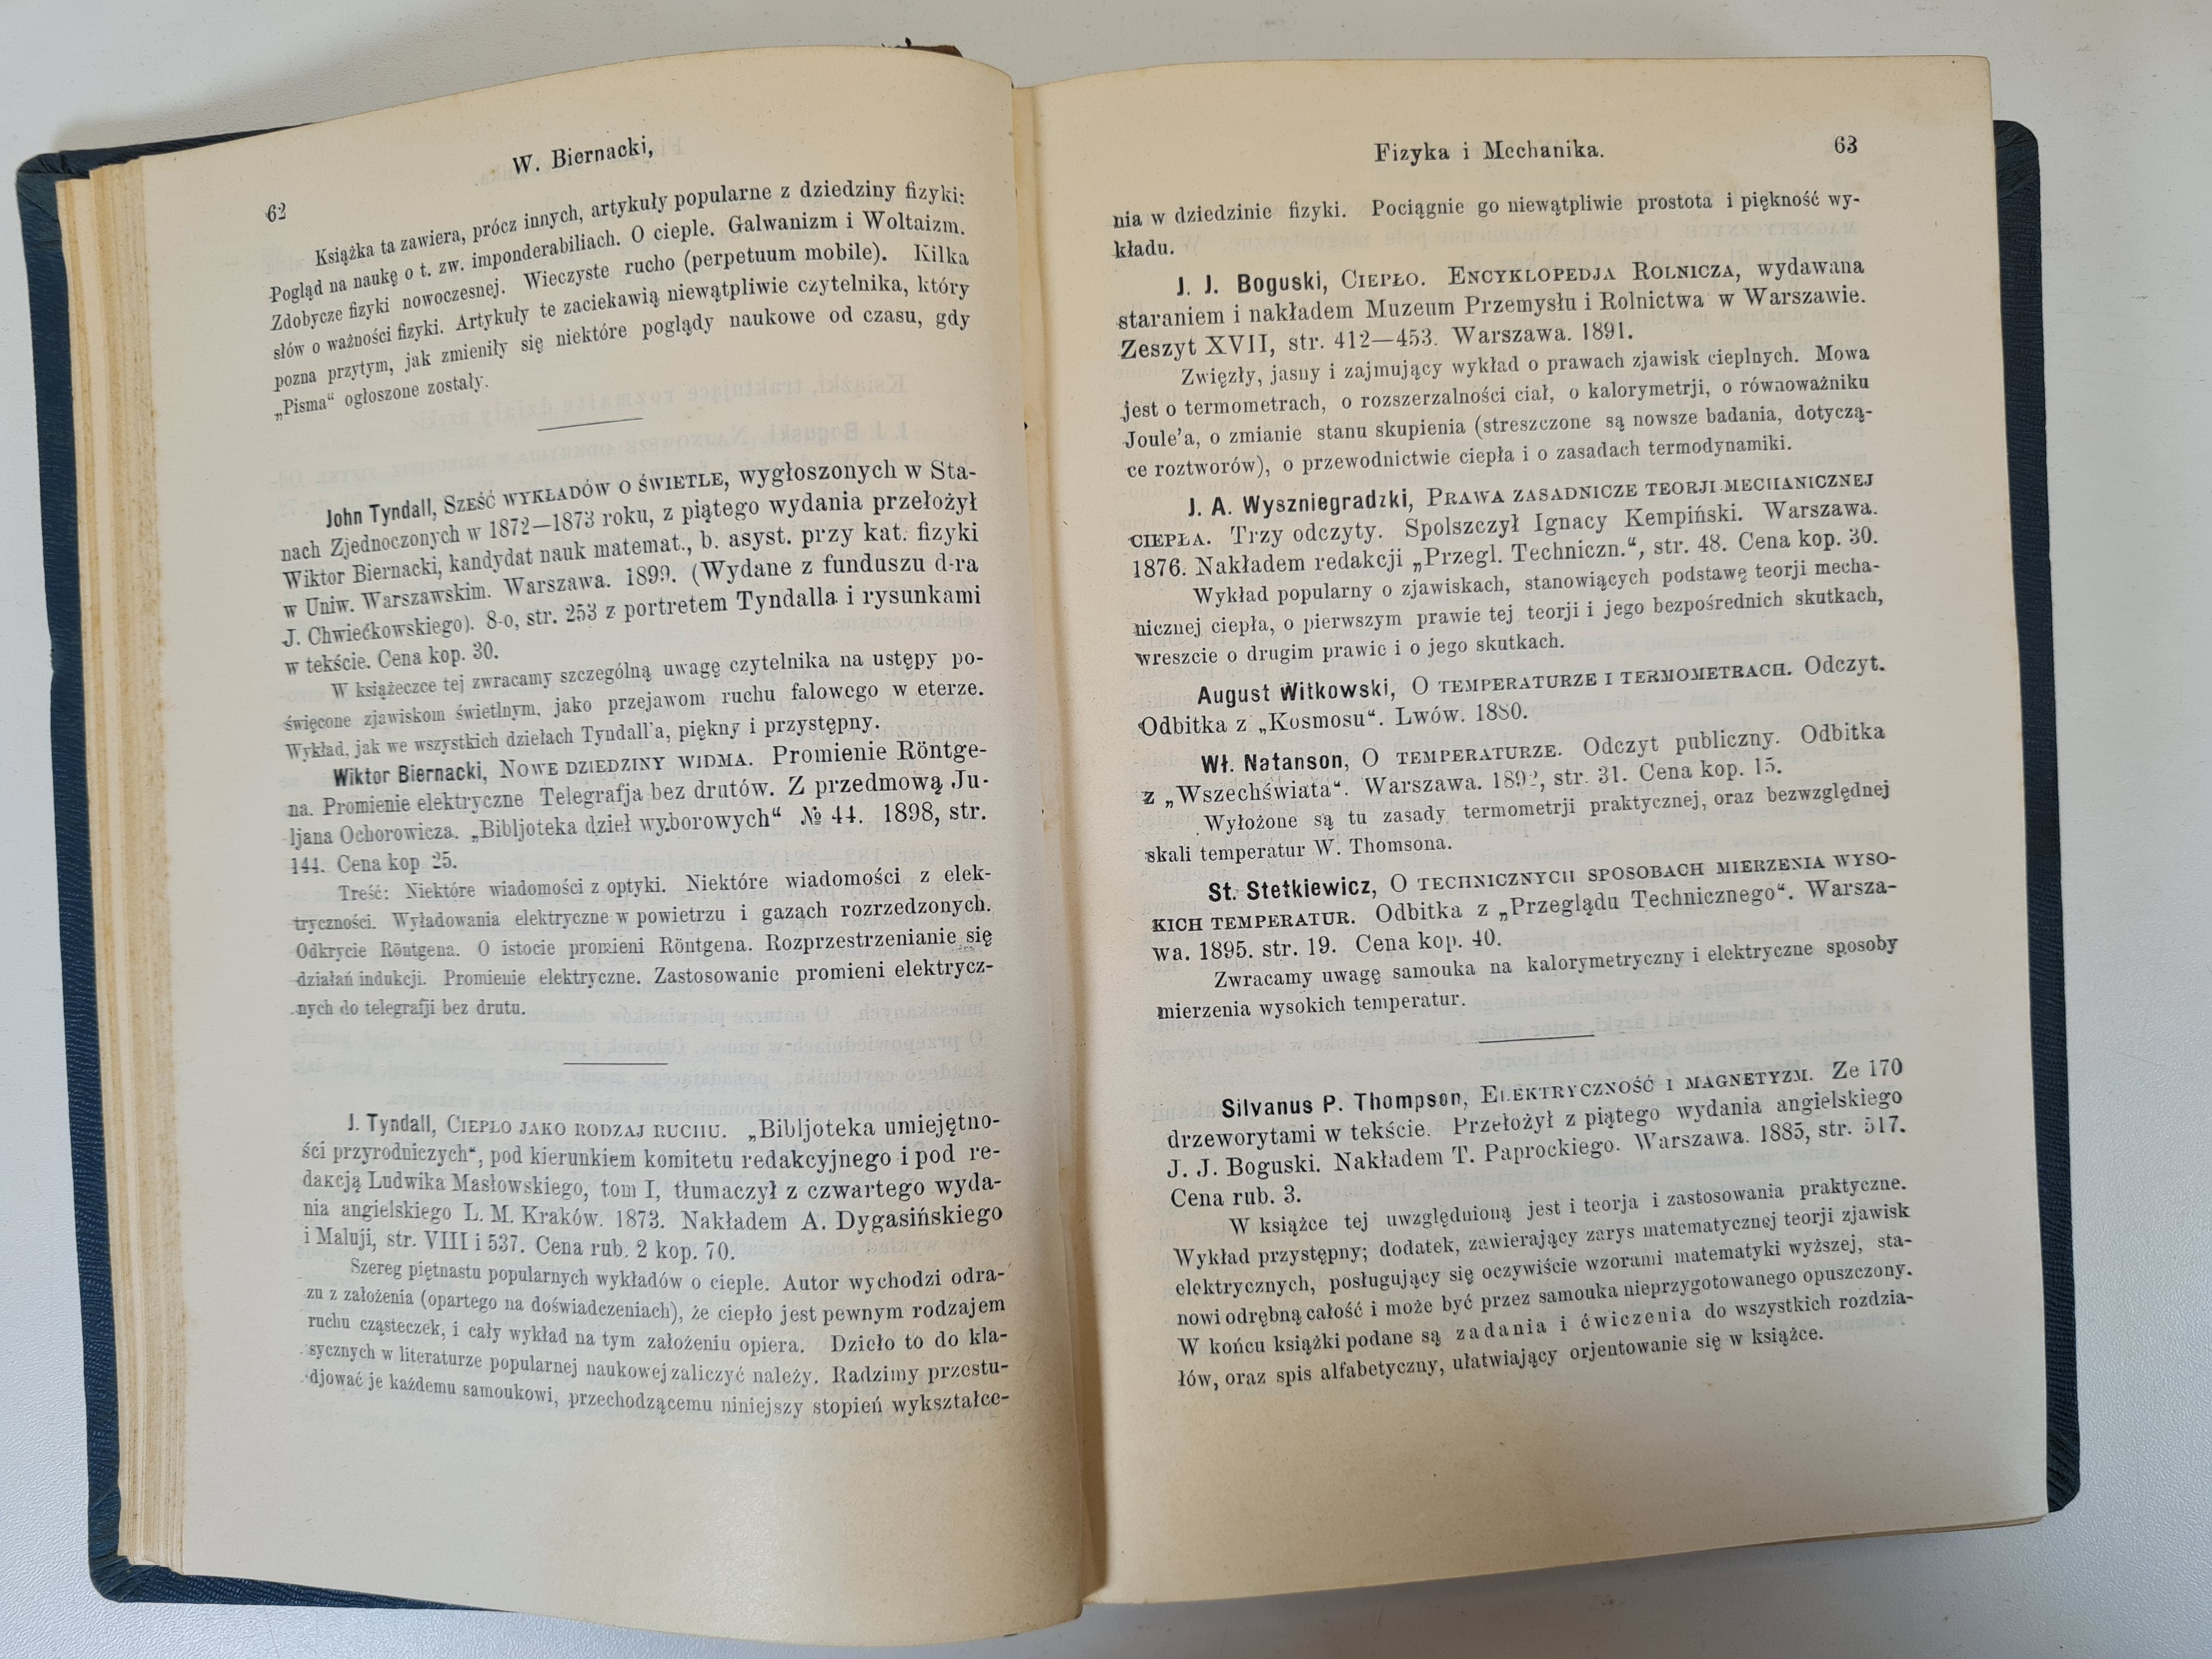 62
W. Biernacki,
Książka ta zawiera, prócz innych, artykuły popularne z dziedziny fizyki:
Pogląd na naukę o t. zw. imponderabiliach. O cieple. Galwanizm i Woltaizm.
Zdobycze fizyki nowoczesnej. Wieczyste rucho (perpetuum mobile). Kilka
słów o ważności fizyki. Artykuły te zaciekawią niewątpliwie czytelnika, który
pozna przytym, jak zmieniły się niektóre poglądy naukowe od czasu, gdy
„Pisma“ ogłoszone zostały.
John Tyndall, Sześć wykładów o świetle, wygłoszonych w Sta-
nach Zjednoczonych w 1872—1873 roku, z piątego wydania przełożył
Wiktor Biernacki, kandydat nauk matemat., b. asyst. przy kat. fizyki
w Uniw. Warszawskim. Warszawa. 1899. (Wydane z funduszu d-ra
J. Chwiećkowskiego). 8-o, str. 253 z portretem Tyndalla i rysunkami
w tekście. Cena kop. 30.
W książeczce tej zwracamy szczególną uwagę czytelnika na ustępy po-
święcone zjawiskom świetlnym, jako przejawom ruchu falowego w eterze.
Wykład, jak we wszystkich dziełach Tyndall'a, piękny i przystępny.
Wiktor Biernacki, Nowe dziedziny widma. Promienie Röntge-
na. Promienie elektryczne Telegrafja bez drutów. Z przedmową Ju-
ljana Ochorowicza. „Bibljoteka dzieł wyborowych“ № 44. 1898, str.
144. Cena kop 25.
Treść: Niektóre wiadomości z optyki. Niektóre wiadomości z elek-
tryczności. Wyładowania elektryczne w powietrzu i gazach rozrzedzonych.
Odkrycie Röntgena. O istocie promieni Röntgena. Rozprzestrzenianie się
działań indukcji. Promienie elektryczne. Zastosowanie promieni elektrycz-
nych do telegrafji bez drutu.
J. Tyndall, Ciepło jako rodzaj ruchu. „Bibljoteka umiejętno-
ści przyrodniczych“, pod kierunkiem komitetu redakcyjnego i pod re-
dakcją Ludwika Masłowskiego, tom I, tłumaczył z czwartego wyda-
nia angielskiego L. M. Kraków. 1873. Nakładem A. Dygasińskiego
i Maluji, str. VIII i 537. Cena rub. 2 kop. 70.
Szereg piętnastu popularnych wykładów o cieple. Autor wychodzi odra-
zu z założenia (opartego na doświadczeniach), że ciepło jest pewnym rodzajem
ruchu cząsteczek, i cały wykład na tym założeniu opiera. Dzieło to do kla-
sycznych w literaturze popularnej naukowej zaliczyć należy. Radzimy przestu-
djować je każdemu samoukowi, przechodzącemu niniejszy stopień wykształce-
Fizyka i Mechanika.
63
nia w dziedzinie fizyki. Pociągnie go niewątpliwie prostota i piękność wy-
kładu.
J. J. Boguski, Ciepło. Encyklopedja Rolnicza, wydawana
staraniem i nakładem Muzeum Przemysłu i Rolnictwa w Warszawie.
Zeszyt XVII, str. 412—453. Warszawa. 1891.
Zwięzły, jasny i zajmujący wykład o prawach zjawisk cieplnych. Mowa
jest o termometrach, o rozszerzalności ciał, o kalorymetrji, o równoważniku
Joule'a, o zmianie stanu skupienia (streszczone są nowsze badania, dotyczą-
ce roztworów), o przewodnictwie ciepła i o zasadach termodynamiki.
J. A. Wyszniegradzki, Prawa zasadnicze teorji mechanicznej
ciepła. Trzy odczyty. Spolszczył Ignacy Kempiński. Warszawa.
1876. Nakładem redakcji „Przegl. Techniczn.“, str. 48. Cena kop. 30.
Wykład popularny o zjawiskach, stanowiących podstawę teorji mecha-
nicznej ciepła, o pierwszym prawie tej teorji i jego bezpośrednich skutkach,
wreszcie o drugim prawie i o jego skutkach.
August Witkowski, O temperaturze i termometrach. Odczyt.
Odbitka z „Kosmosu“. Lwów. 1880.
Wł. Natanson, O temperaturze. Odczyt publiczny. Odbitka
z „Wszechświata“. Warszawa. 1892, str. 31. Cena kop. 15.
Wyłożone są tu zasady termometrji praktycznej, oraz bezwzględnej
skali temperatur W. Thomsona.
St. Stetkiewicz, O technicznych sposobach mierzenia wyso-
kich temperatur. Odbitka z „Przeglądu Technicznego“. Warsza-
wa. 1895. str. 19. Cena kop. 40.
Zwracamy uwagę samouka na kalorymetryczny i elektryczne sposoby
mierzenia wysokich temperatur.
Silvanus P. Thompson, Elektryczność i magnetyzm. Ze 170
drzeworytami w tekście. Przełożył z piątego wydania angielskiego
J. J. Boguski. Nakładem T. Paprockiego. Warszawa. 1885, str. 517.
Cena rub. 3.
W książce tej uwzględnioną jest i teorja i zastosowania praktyczne.
Wykład przystępny; dodatek, zawierający zarys matematycznej teorji zjawisk
elektrycznych, posługujący się oczywiście wzorami matematyki wyższej, sta-
nowi odrębną całość i może być przez samouka nieprzygotowanego opuszczony.
W końcu książki podane są zadania i ćwiczenia do wszystkich rozdzia-
łów, oraz spis alfabetyczny, ułatwiający orjentowanie się w książce.